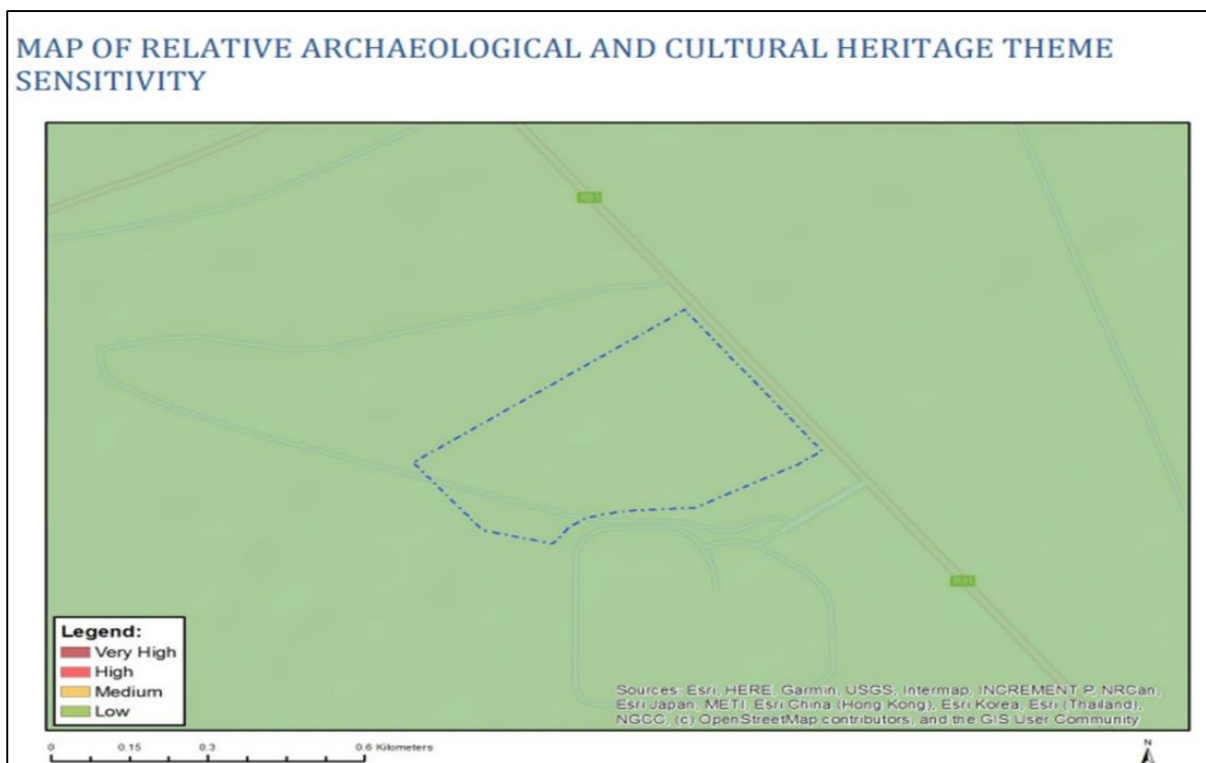 MAP OF RELATIVE ARCHAEOLOGICAL AND CULTURAL HERITAGE THEME
SENSITIVITY
Legend:
Very High
High
Medium
Low
Sources: Esri, HERE, Garmin, USGS, Intermap, INCREMENT P, NRCan,
Esri Japan, METI, Esri China (Hong Kong), Esri Korea, Esri (Thailand),
NGCC, (c) OpenStreetMap contributors, and the GIS User Community
0 0.15 0.3 0.6 Kilometers
N